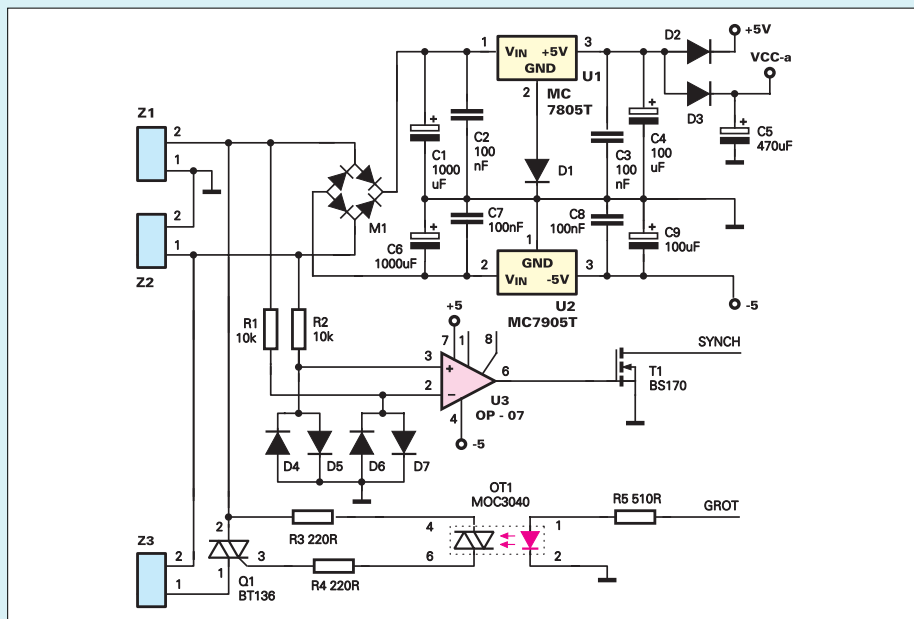 D2
+5V
VCC-a
1
VIN +5V
GND
3
U1
2
MC
7805T
D3
Z1
2
1
C1
1000
uF
+
C2
100
nF
D1
C3
100
nF
C4
100
uF
+
C5
470uF
+
Z2
2
1
M1
C7
100nF
C6
1000uF
+
1
GND
VIN -5V
2
3
U2
MC7905T
C8
100nF
C9
100uF
+
-5
R1
10k
R2
10k
+5
7
1
8
3
+
2
–
6
4
U3
OP - 07
-5
SYNCH
T1
BS170
D4
D5
D6
D7
OT1
MOC3040
R5 510R
GROT
4
6
1
2
R3 220R
R4 220R
Z3
2
1
2
3
1
Q1
BT136